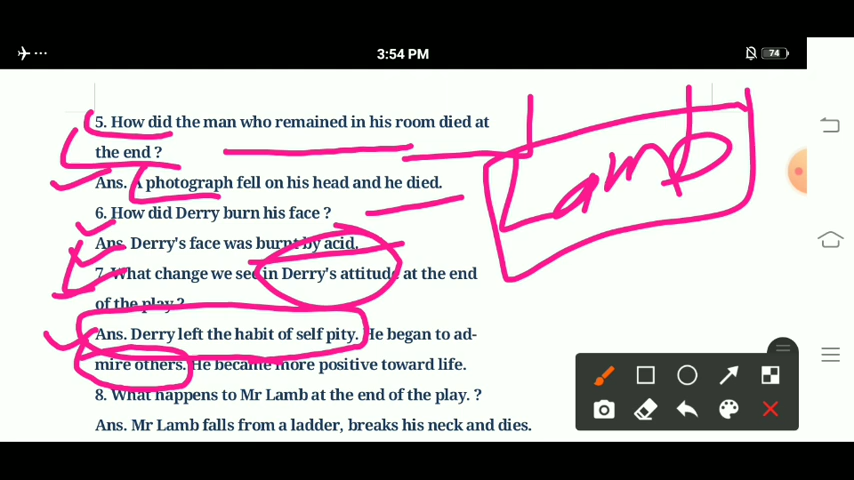 3:54 PM
74
5. How did the man who remained in his room died at
the end ?
Ans. A photograph fell on his head and he died.
6. How did Derry burn his face ?
Ans. Derry's face was burnt by acid.
7. What change we see in Derry's attitude at the end
of the play ?
Ans. Derry left the habit of self pity. He began to ad-
mire others. He became more positive toward life.
8. What happens to Mr Lamb at the end of the play. ?
Ans. Mr Lamb falls from a ladder, breaks his neck and dies.
Lamb